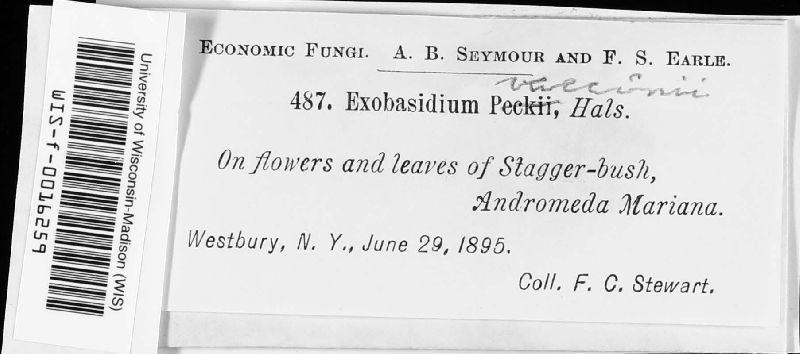 University of Wisconsin-Madison (WIS)
WIS-f-0016259
ECONOMIC FUNGI. A. B. SEYMOUR AND F. S. EARLE.
vaccinii
487. Exobasidium Peckii, Hals.
On flowers and leaves of Stagger-bush,
Andromeda Mariana.
Westbury, N. Y., June 29, 1895.
Coll. F. C. Stewart.